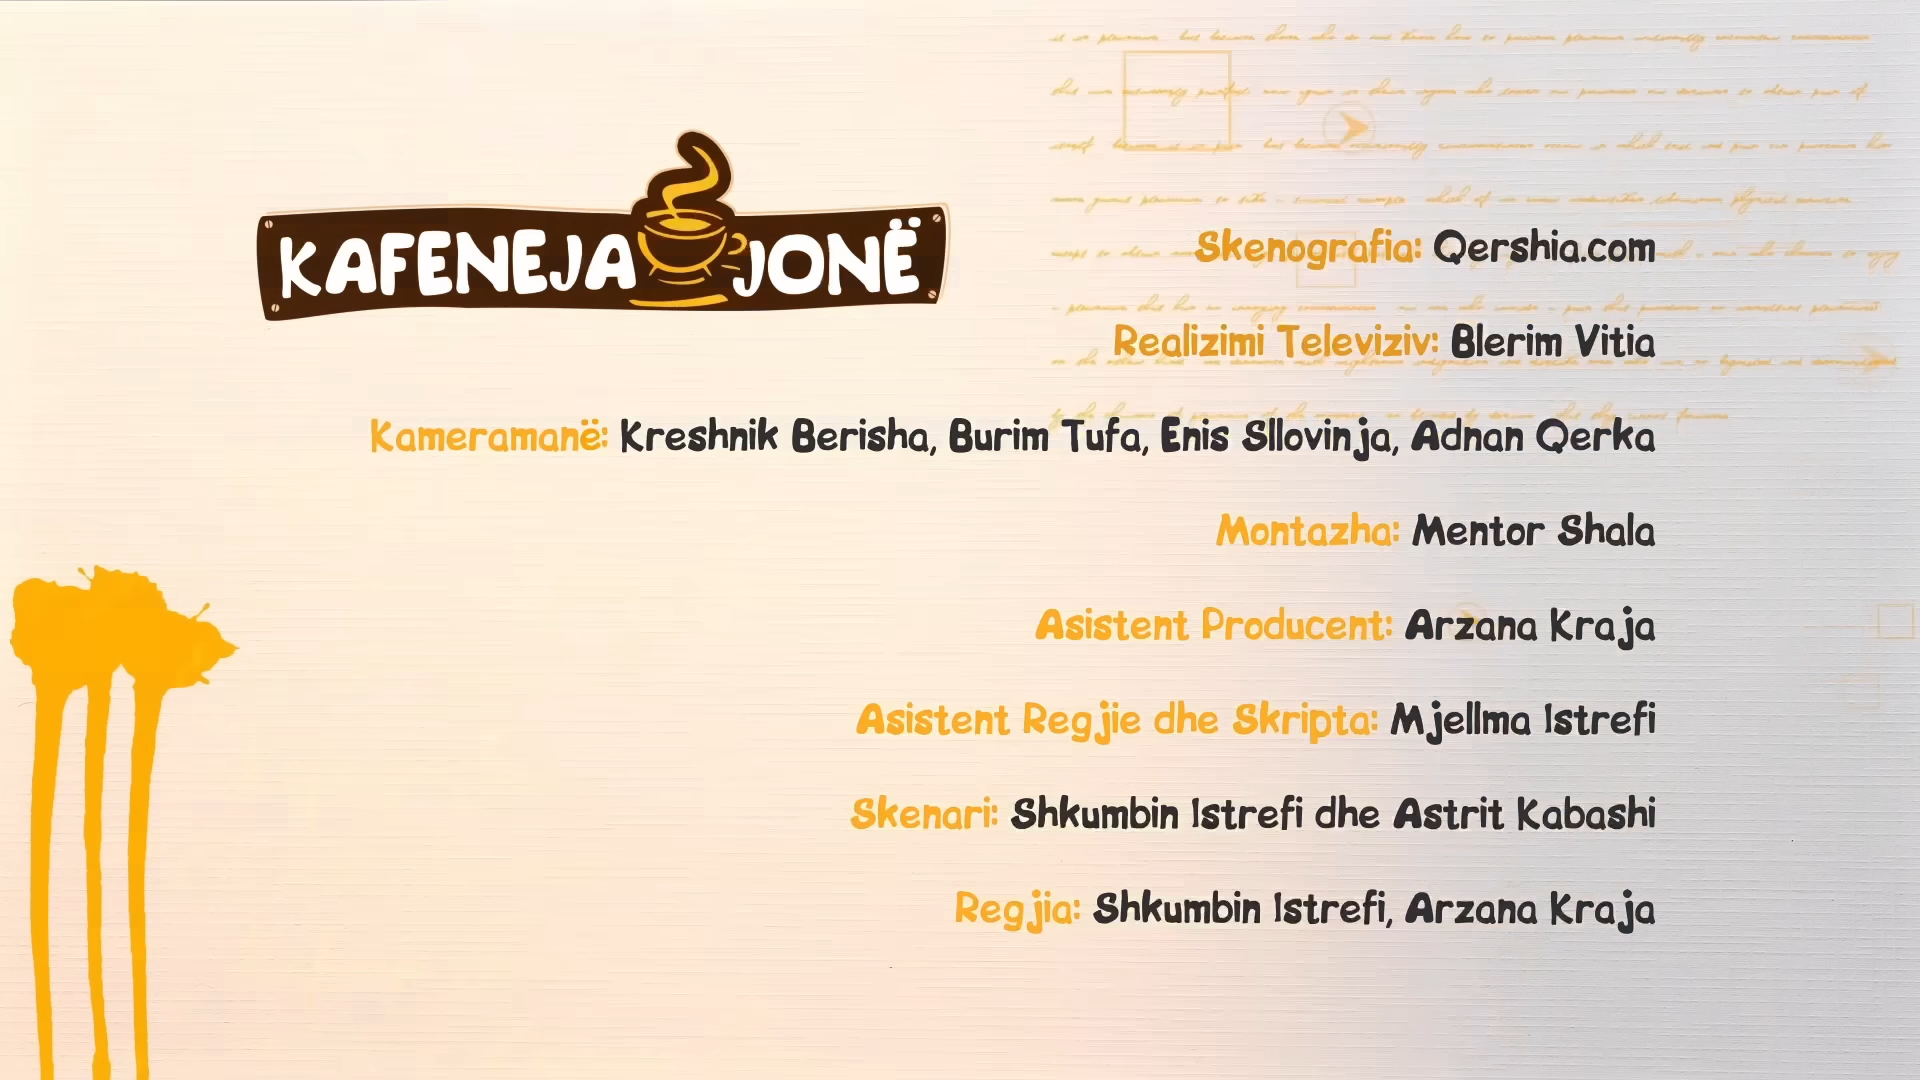 KAFENEJA JONË
Skenografia: Qershia.com
Realizimi Televiziv: Blerim Vitia
Kameramanë: Kreshnik Berisha, Burim Tufa, Enis Sllovinja, Adnan Qerka
Montazha: Mentor Shala
Asistent Producent: Arzana Kraja
Asistent Regjie dhe Skripta: Mjellma Istrefi
Skenari: Shkumbin Istrefi dhe Astrit Kabashi
Regjia: Shkumbin Istrefi, Arzana Kraja